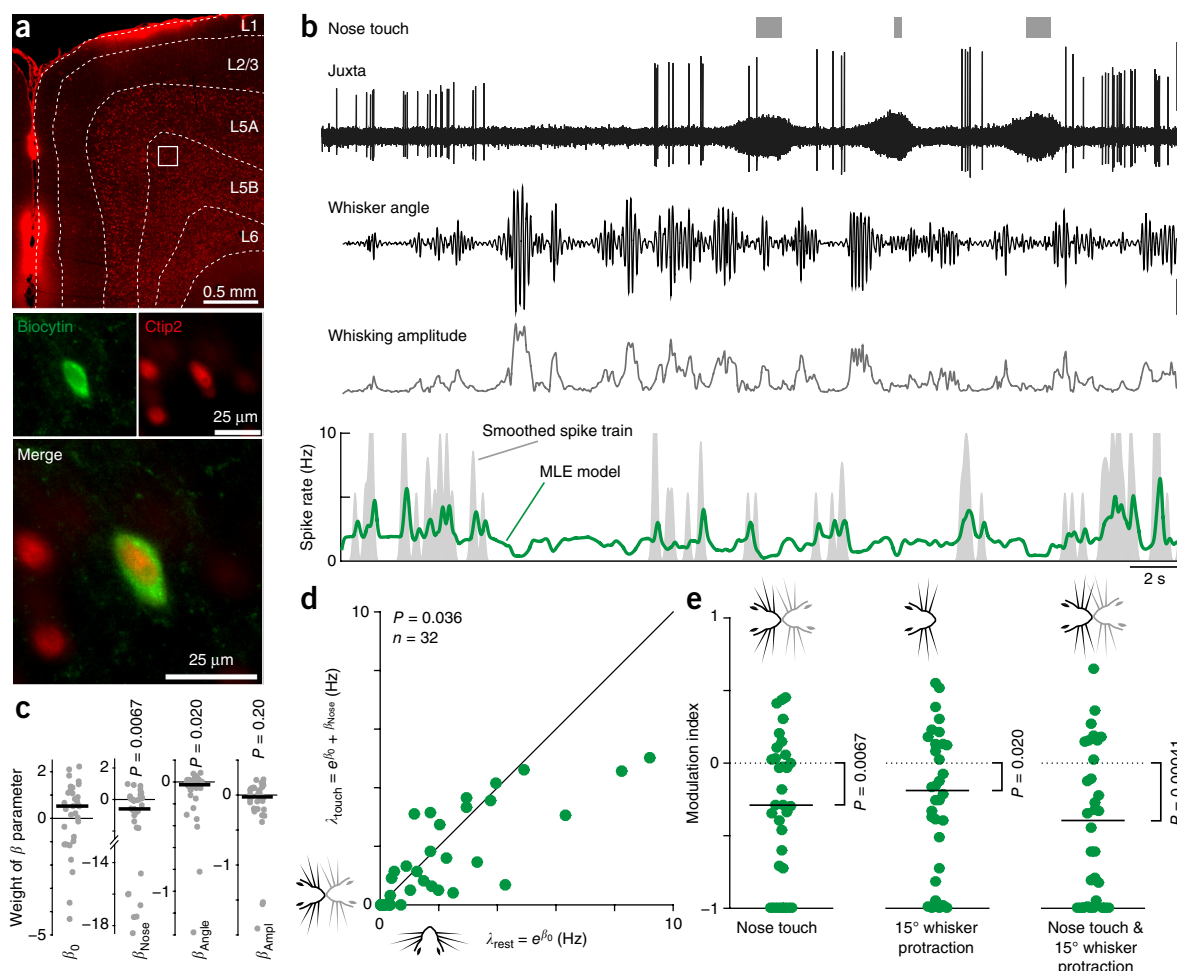 a
L1
L2/3
L5A
L5B
L6
0.5 mm
Biocytin
Ctip2
25 μm
Merge
25 μm
b
Nose touch
Juxta
Whisker angle
Whisking amplitude
10
5
0
Spike rate (Hz)
Smoothed spike train
MLE model
2 s
c
Weight of β parameter
2
0
−5
β0
2
0
−14
−18
P = 0.0067
βNose
0
−1
P = 0.020
βAngle
0
−1
P = 0.20
βAmpl
d
10
P = 0.036
n = 32
λtouch = e^β0 + βNose (Hz)
0
0
10
λrest = e^β0 (Hz)
e
1
0
−1
Modulation index
P = 0.0067
P = 0.020
P = 0.00041
Nose touch
15° whisker
protraction
Nose touch &
15° whisker
protraction